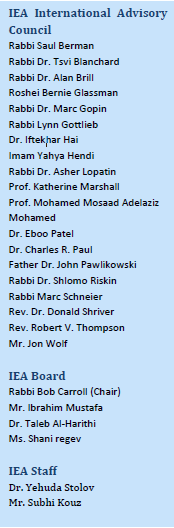 IEA International Advisory
Council
Rabbi Saul Berman
Rabbi Dr. Tsvi Blanchard
Rabbi Dr. Alan Brill
Roshei Bernie Glassman
Rabbi Dr. Marc Gopin
Rabbi Lynn Gottlieb
Dr. Iftekhar Hai
Imam Yahya Hendi
Rabbi Dr. Asher Lopatin
Prof. Katherine Marshall
Prof. Mohamed Mosaad Adelaziz
Mohamed
Dr. Eboo Patel
Dr. Charles R. Paul
Father Dr. John Pawlikowski
Rabbi Dr. Shlomo Riskin
Rabbi Marc Schneier
Rev. Dr. Donald Shriver
Rev. Robert V. Thompson
Mr. Jon Wolf
IEA Board
Rabbi Bob Carroll (Chair)
Mr. Ibrahim Mustafa
Dr. Taleb Al-Harithi
Ms. Shani regev
IEA Staff
Dr. Yehuda Stolov
Mr. Subhi Kouz